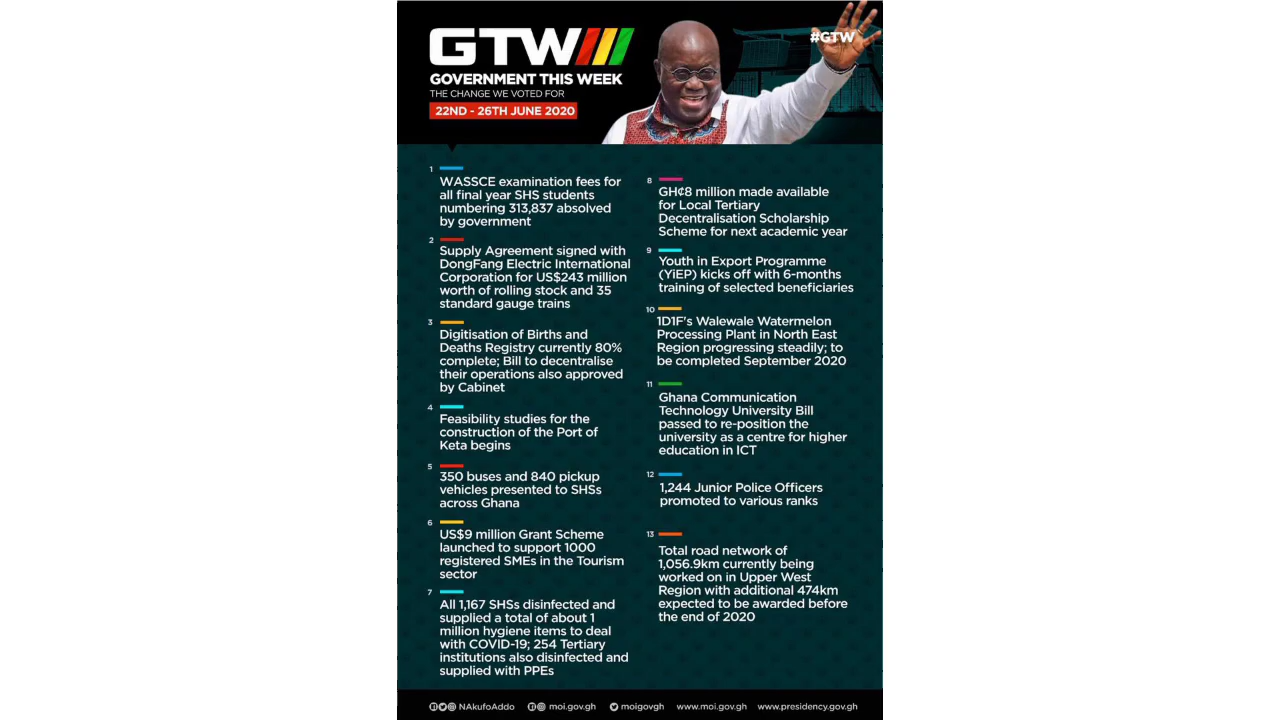 GTW
#GTW
GOVERNMENT THIS WEEK
THE CHANGE WE VOTED FOR
22ND - 26TH JUNE 2020
1
WASSCE examination fees for
all final year SHS students
numbering 313,837 absolved
by government
2
Supply Agreement signed with
DongFang Electric International
Corporation for US$243 million
worth of rolling stock and 35
standard gauge trains
3
Digitisation of Births and
Deaths Registry currently 80%
complete; Bill to decentralise
their operations also approved
by Cabinet
4
Feasibility studies for the
construction of the Port of
Keta begins
5
350 buses and 840 pickup
vehicles presented to SHSs
across Ghana
6
US$9 million Grant Scheme
launched to support 1000
registered SMEs in the Tourism
sector
7
All 1,167 SHSs disinfected and
supplied a total of about 1
million hygiene items to deal
with COVID-19; 254 Tertiary
institutions also disinfected and
supplied with PPEs
8
GH¢8 million made available
for Local Tertiary
Decentralisation Scholarship
Scheme for next academic year
9
Youth in Export Programme
(YiEP) kicks off with 6-months
training of selected beneficiaries
10
1D1F's Walewale Watermelon
Processing Plant in North East
Region progressing steadily; to
be completed September 2020
11
Ghana Communication
Technology University Bill
passed to re-position the
university as a centre for higher
education in ICT
12
1,244 Junior Police Officers
promoted to various ranks
13
Total road network of
1,056.9km currently being
worked on in Upper West
Region with additional 474km
expected to be awarded before
the end of 2020
NAkufoAddo moi.gov.gh moigovgh www.moi.gov.gh www.presidency.gov.gh